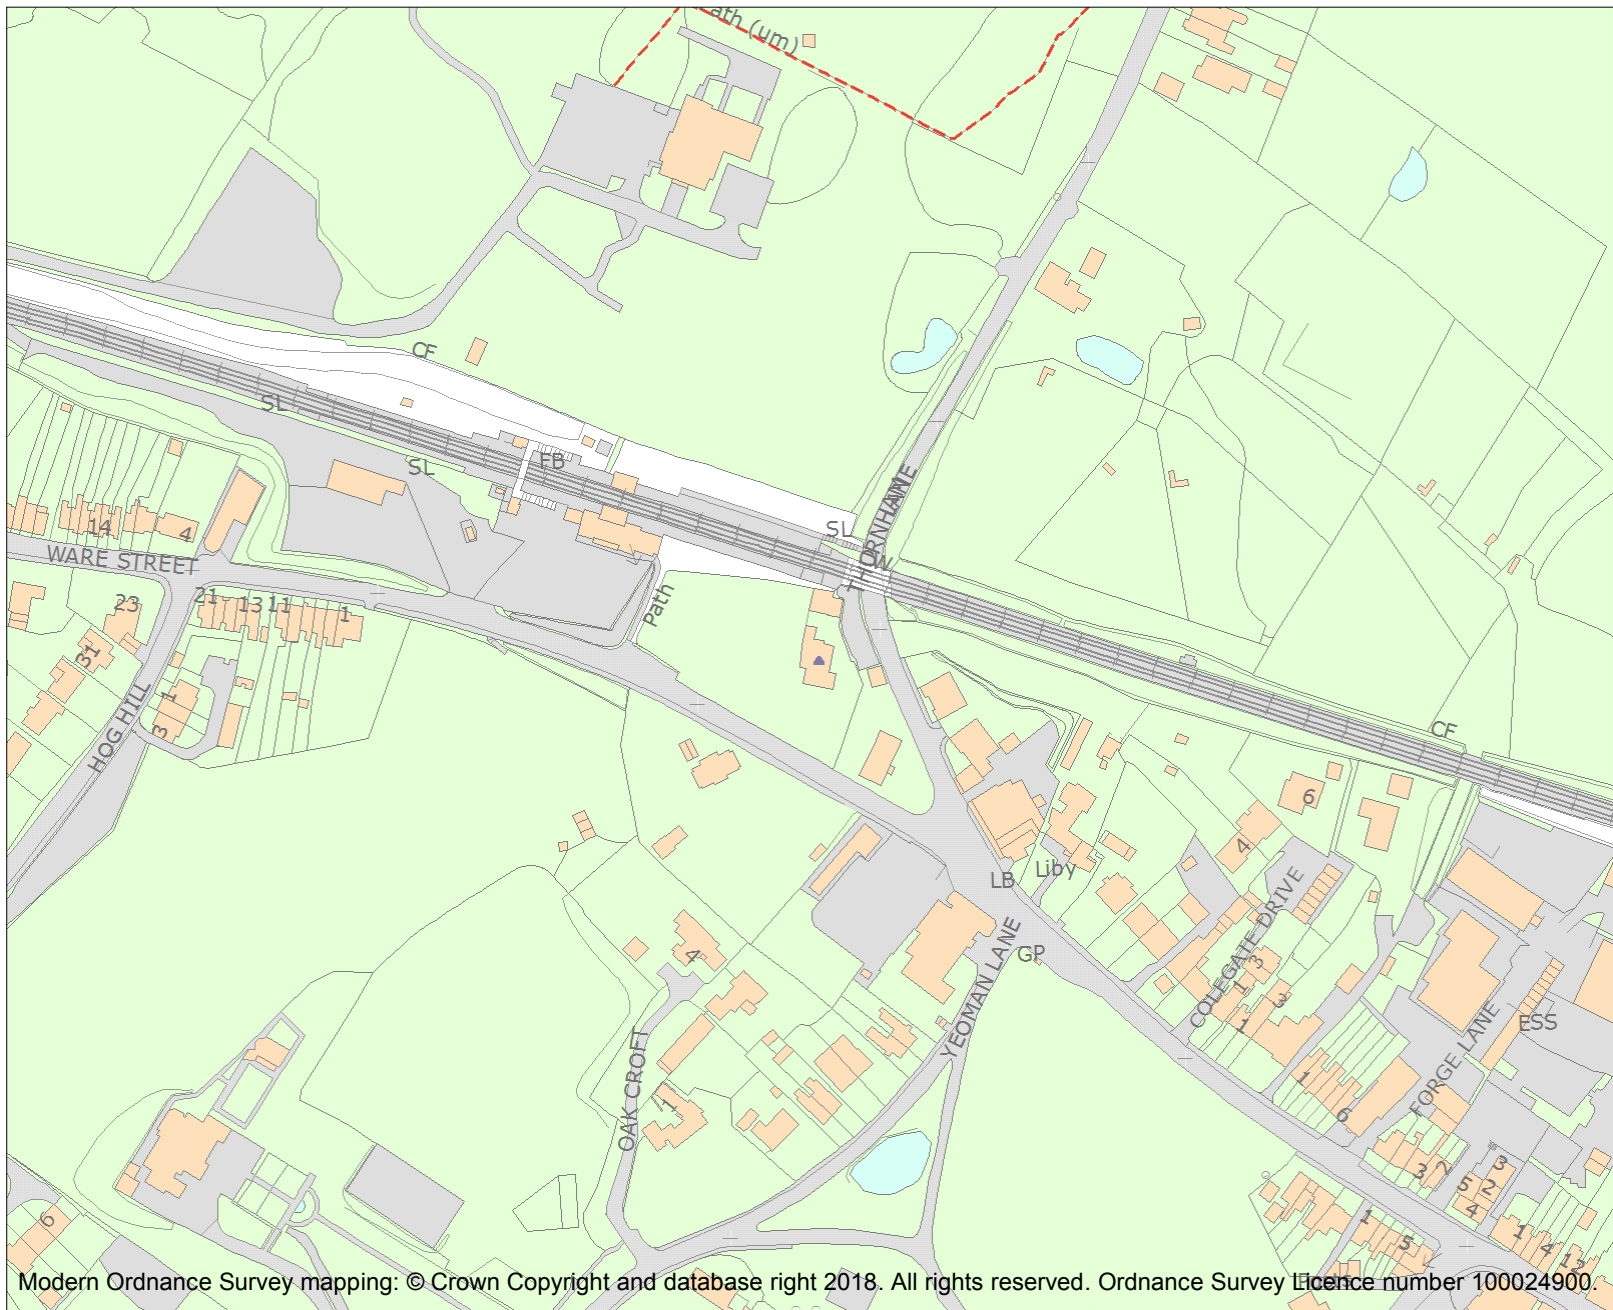 ath (um)
CF
SL
SL
FB
SL
THORNHAM
LANE
W
14
4
WARE STREET
21
13
11
1
23
31
Path
HOG HILL
1
3
CF
6
4
LB
Liby
GP
COLEGATE DRIVE
YEOMAN LANE
4
3
1
3
1
ESS
FORGE LANE
1
6
OAK CROFT
1
3
2
3
5
2
4
6
1
5
1
4
12
Modern Ordnance Survey mapping: © Crown Copyright and database right 2018. All rights reserved. Ordnance Survey Licence number 100024900.